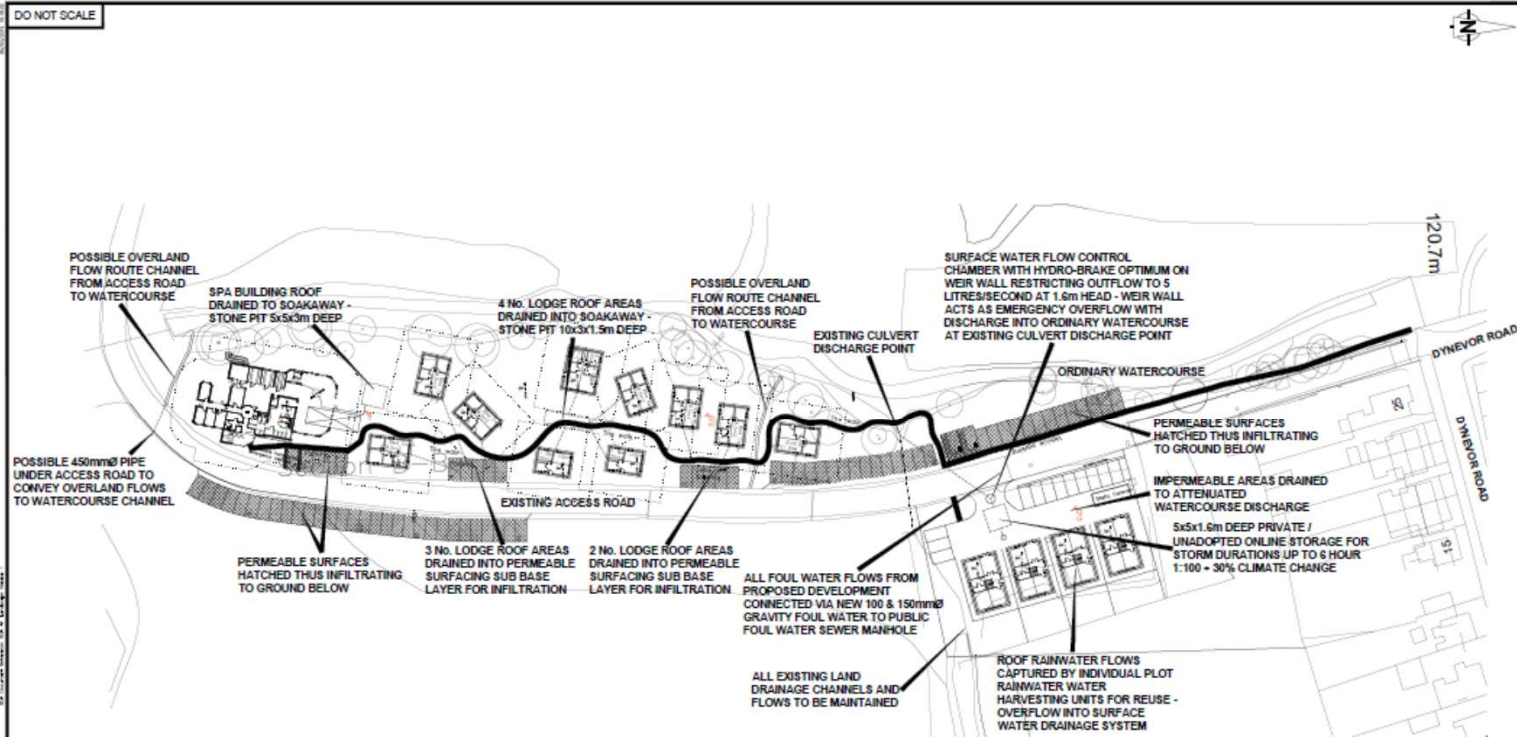 DO NOT SCALE
N
120.7m
POSSIBLE OVERLAND
FLOW ROUTE CHANNEL
FROM ACCESS ROAD
TO WATERCOURSE
SPA BUILDING ROOF
DRAINED TO SOAKAWAY -
STONE PIT 5x5x3m DEEP
4 No. LODGE ROOF AREAS
DRAINED INTO SOAKAWAY -
STONE PIT 10x3x1.5m DEEP
POSSIBLE OVERLAND
FLOW ROUTE CHANNEL
FROM ACCESS ROAD
TO WATERCOURSE
EXISTING CULVERT
DISCHARGE POINT
SURFACE WATER FLOW CONTROL
CHAMBER WITH HYDRO-BRAKE OPTIMUM ON
WEIR WALL RESTRICTING OUTFLOW TO 5
LITRES/SECOND AT 1.6m HEAD - WEIR WALL
ACTS AS EMERGENCY OVERFLOW WITH
DISCHARGE INTO ORDINARY WATERCOURSE
AT EXISTING CULVERT DISCHARGE POINT
ORDINARY WATERCOURSE
DYNEVOR ROAD
DYNEVOR ROAD
25
15
PERMEABLE SURFACES
HATCHED THUS INFILTRATING
TO GROUND BELOW
IMPERMEABLE AREAS DRAINED
TO ATTENUATED
WATERCOURSE DISCHARGE
5x5x1.6m DEEP PRIVATE /
UNADOPTED ONLINE STORAGE FOR
STORM DURATIONS UP TO 6 HOUR
1:100 + 30% CLIMATE CHANGE
POSSIBLE 450mmØ PIPE
UNDER ACCESS ROAD TO
CONVEY OVERLAND FLOWS
TO WATERCOURSE CHANNEL
EXISTING ACCESS ROAD
PERMEABLE SURFACES
HATCHED THUS INFILTRATING
TO GROUND BELOW
3 No. LODGE ROOF AREAS
DRAINED INTO PERMEABLE
SURFACING SUB BASE
LAYER FOR INFILTRATION
2 No. LODGE ROOF AREAS
DRAINED INTO PERMEABLE
SURFACING SUB BASE
LAYER FOR INFILTRATION
ALL FOUL WATER FLOWS FROM
PROPOSED DEVELOPMENT
CONNECTED VIA NEW 100 & 150mmØ
GRAVITY FOUL WATER TO PUBLIC
FOUL WATER SEWER MANHOLE
ALL EXISTING LAND
DRAINAGE CHANNELS AND
FLOWS TO BE MAINTAINED
ROOF RAINWATER FLOWS
CAPTURED BY INDIVIDUAL PLOT
RAINWATER WATER
HARVESTING UNITS FOR REUSE -
OVERFLOW INTO SURFACE
WATER DRAINAGE SYSTEM